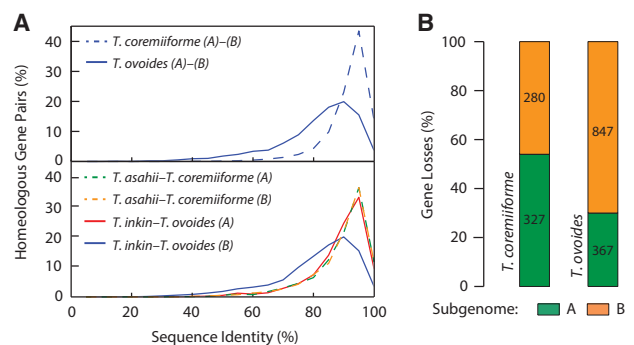 A
T. coremiiforme (A)–(B)
T. ovoides (A)–(B)
40
30
20
10
0
T. asahii–T. coremiiforme (A)
T. asahii–T. coremiiforme (B)
T. inkin–T. ovoides (A)
T. inkin–T. ovoides (B)
40
30
20
10
0
0 20 40 60 80 100
Sequence Identity (%)
Homeologous Gene Pairs (%)
B
100
80
60
40
20
0
Gene Losses (%)
280
327
T. coremiiforme
847
367
T. ovoides
Subgenome: A B